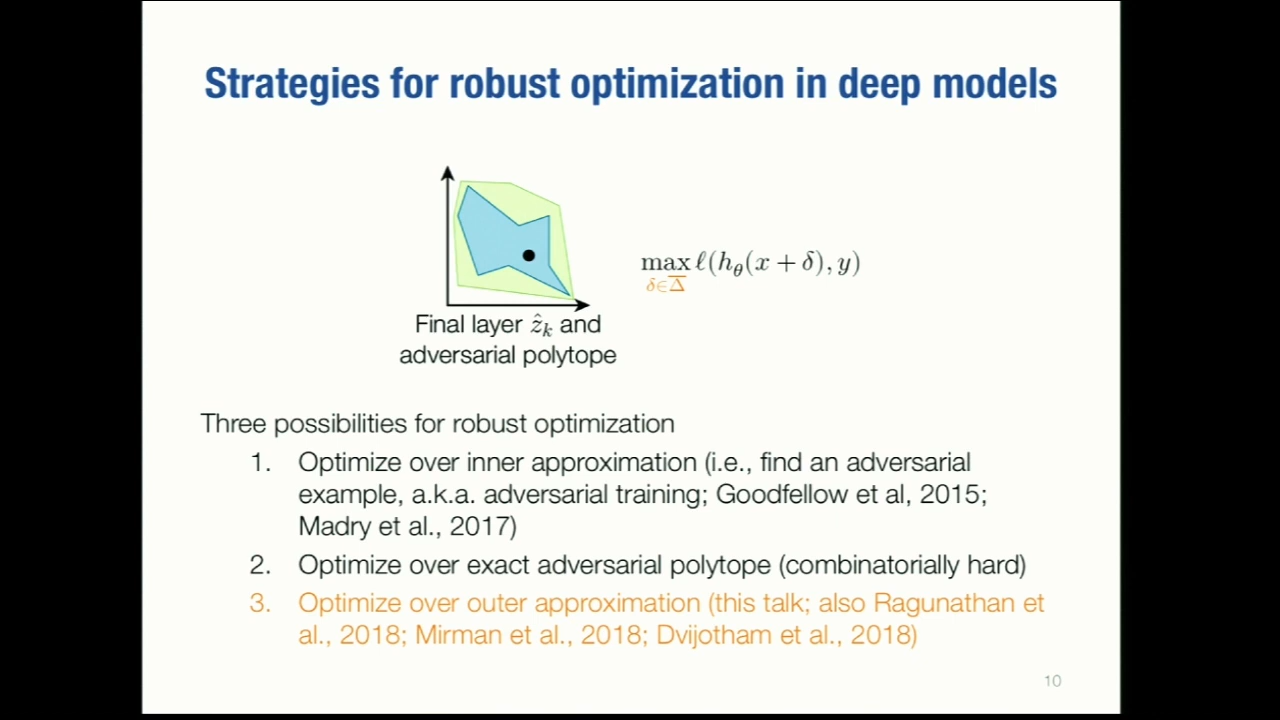 Strategies for robust optimization in deep models
max ℓ(h_θ(x + δ), y)
δ∈Δ̅
Final layer ẑ_k and
adversarial polytope
Three possibilities for robust optimization
1. Optimize over inner approximation (i.e., find an adversarial
example, a.k.a. adversarial training; Goodfellow et al, 2015;
Madry et al., 2017)
2. Optimize over exact adversarial polytope (combinatorially hard)
3. Optimize over outer approximation (this talk; also Ragunathan et
al., 2018; Mirman et al., 2018; Dvijotham et al., 2018)
10